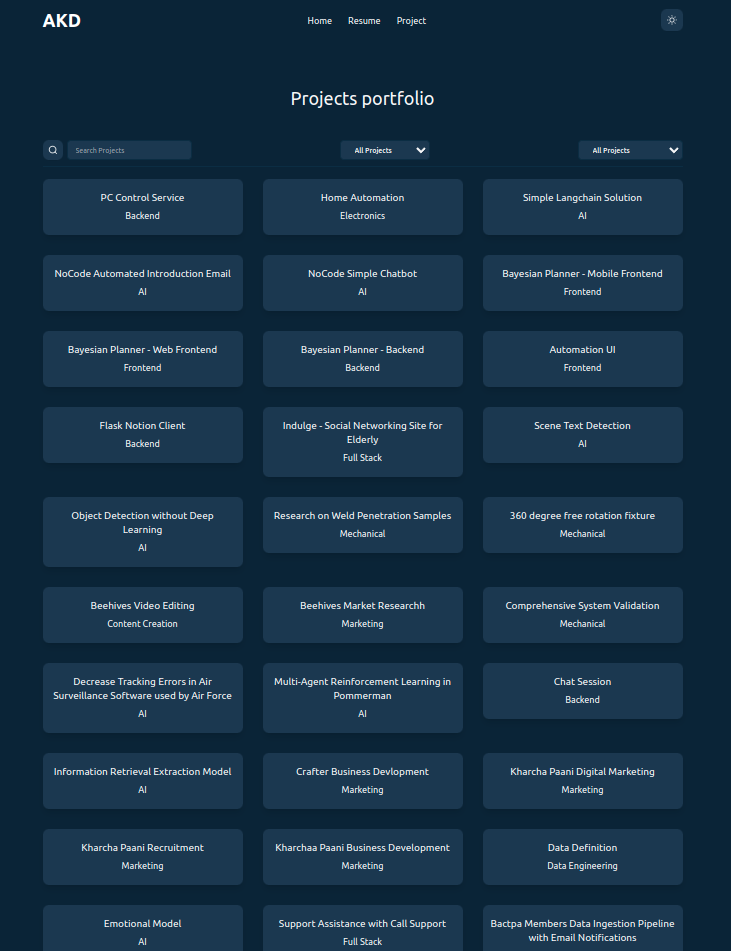 AKD
Home Resume Project
Projects portfolio
Search Projects
All Projects
All Projects
PC Control Service
Backend
Home Automation
Electronics
Simple Langchain Solution
AI
NoCode Automated Introduction Email
AI
NoCode Simple Chatbot
AI
Bayesian Planner - Mobile Frontend
Frontend
Bayesian Planner - Web Frontend
Frontend
Bayesian Planner - Backend
Backend
Automation UI
Frontend
Flask Notion Client
Backend
Indulge - Social Networking Site for
Elderly
Full Stack
Scene Text Detection
AI
Object Detection without Deep
Learning
AI
Research on Weld Penetration Samples
Mechanical
360 degree free rotation fixture
Mechanical
Beehives Video Editing
Content Creation
Beehives Market Researchh
Marketing
Comprehensive System Validation
Mechanical
Decrease Tracking Errors in Air
Surveillance Software used by Air Force
AI
Multi-Agent Reinforcement Learning in
Pommerman
AI
Chat Session
Backend
Information Retrieval Extraction Model
AI
Crafter Business Devlopment
Marketing
Kharcha Paani Digital Marketing
Marketing
Kharcha Paani Recruitment
Marketing
Kharchaa Paani Business Development
Marketing
Data Definition
Data Engineering
Emotional Model
AI
Support Assistance with Call Support
Full Stack
Bactpa Members Data Ingestion Pipeline
with Email Notifications